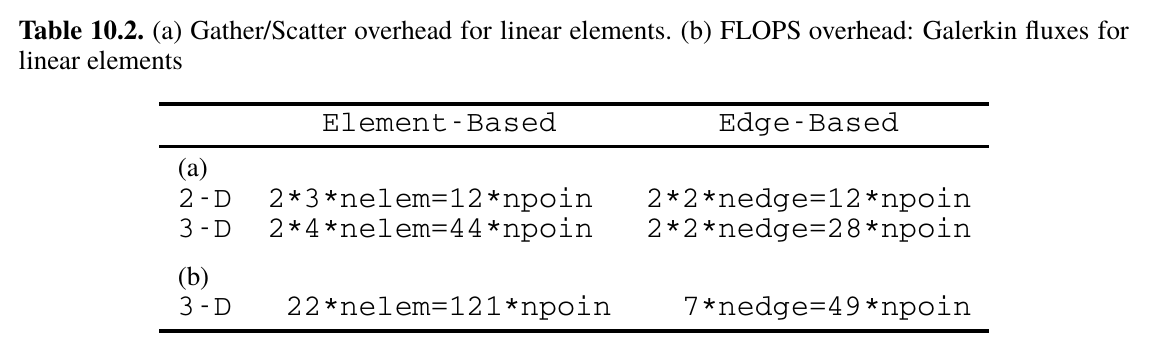 Table 10.2. (a) Gather/Scatter overhead for linear elements. (b) FLOPS overhead: Galerkin fluxes for
linear elements
Element-Based Edge-Based
(a)
2-D 2*3*nelem=12*npoin 2*2*nedge=12*npoin
3-D 2*4*nelem=44*npoin 2*2*nedge=28*npoin
(b)
3-D 22*nelem=121*npoin 7*nedge=49*npoin